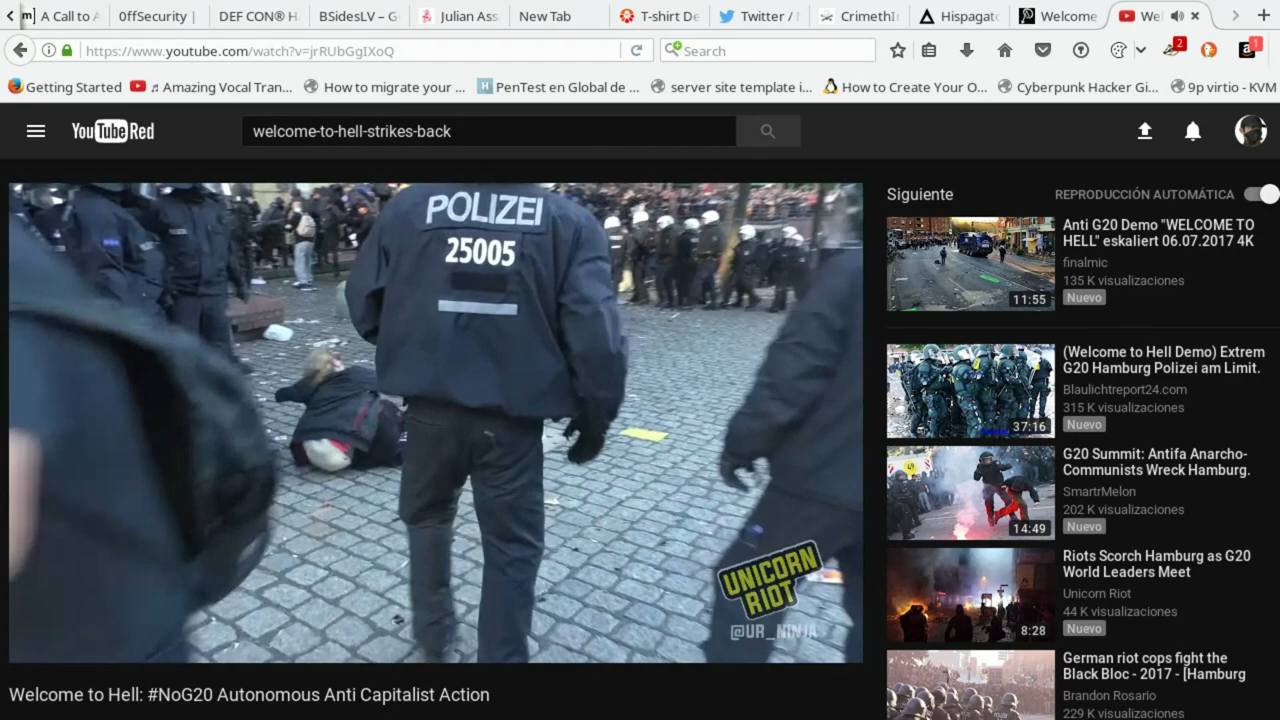 m] A Call to A
0ffSecurity |
DEF CON® H
BSidesLV – G
Julian Ass
New Tab
T-shirt De
Twitter / 
CrimethI
Hispagato
Welcome
We
https://www.youtube.com/watch?v=jrRUbGgIXoQ
Search
2
1
Getting Started
♬ Amazing Vocal Tran...
How to migrate your ...
H PenTest en Global de ...
server site template i...
How to Create Your O...
Cyberpunk Hacker Gi...
9p virtio - KVM
YouTube Red
welcome-to-hell-strikes-back
POLIZEI
25005
UNICORN
RIOT
@UR_NINJA
Welcome to Hell: #NoG20 Autonomous Anti Capitalist Action
Siguiente
REPRODUCCIÓN AUTOMÁTICA
Anti G20 Demo "WELCOME TO
HELL" eskaliert 06.07.2017 4K
finalmic
135 K visualizaciones
Nuevo
11:55
(Welcome to Hell Demo) Extrem
G20 Hamburg Polizei am Limit.
Blaulichtreport24.com
315 K visualizaciones
Nuevo
37:16
G20 Summit: Antifa Anarcho-
Communists Wreck Hamburg.
SmartrMelon
202 K visualizaciones
Nuevo
14:49
Riots Scorch Hamburg as G20
World Leaders Meet
Unicorn Riot
44 K visualizaciones
Nuevo
8:28
German riot cops fight the
Black Bloc - 2017 - [Hamburg
Brandon Rosario
229 K visualizaciones